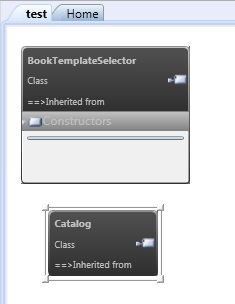 test Home
BookTemplateSelector
Class
==>Inherited from
Constructors
Catalog
Class
==>Inherited from